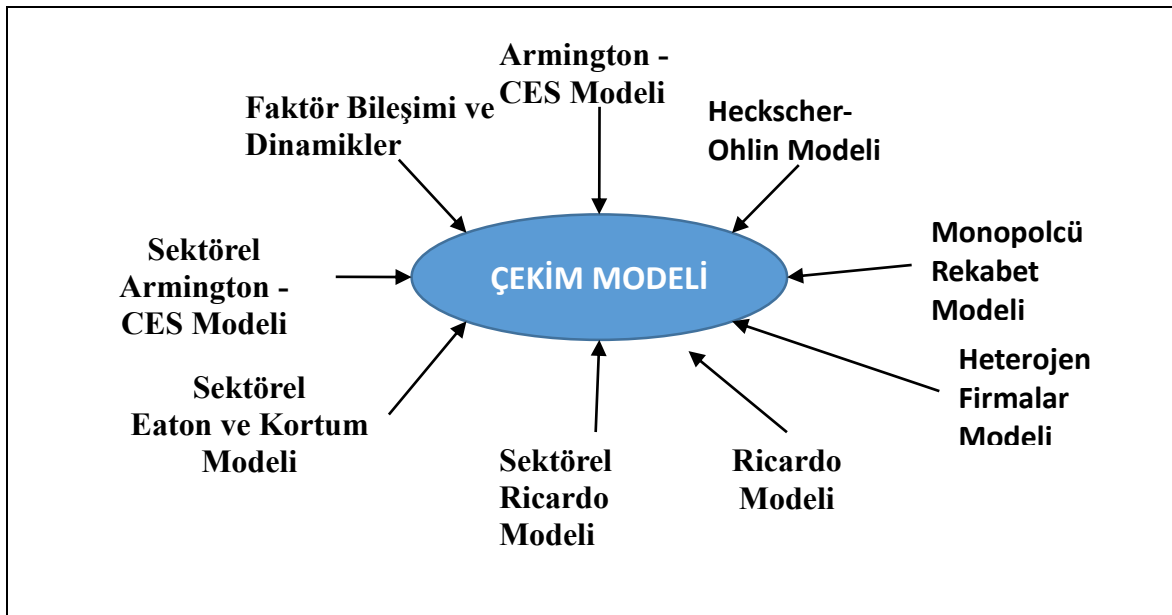 Armington -
CES Modeli
Faktör Bileşimi ve
Dinamikler
Heckscher-
Ohlin Modeli
Sektörel
Armington -
CES Modeli
ÇEKİM MODELİ
Monopolcü
Rekabet
Modeli
Sektörel
Eaton ve Kortum
Modeli
Sektörel
Ricardo
Modeli
Ricardo
Modeli
Heterojen
Firmalar
Modeli